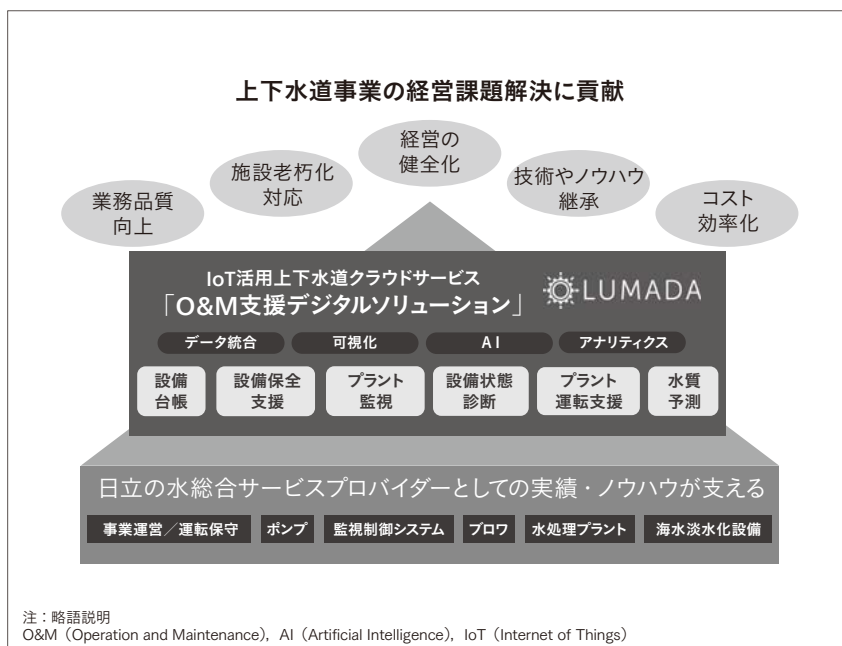 上下水道事業の経営課題解決に貢献
経営の
健全化
施設老朽化
対応
技術やノウハウ
継承
業務品質
向上
コスト
効率化
IoT活用上下水道クラウドサービス
「O&M支援デジタルソリューション」
LUMADA
データ統合 可視化 AI アナリティクス
設備
台帳
設備保全
支援
プラント
監視
設備状態
診断
プラント
運転支援
水質
予測
日立の水総合サービスプロバイダーとしての実績・ノウハウが支える
事業運営／運転保守 ポンプ 監視制御システム ブロワ 水処理プラント 海水淡水化設備
注：略語説明
O&M（Operation and Maintenance），AI（Artificial Intelligence），IoT（Internet of Things）